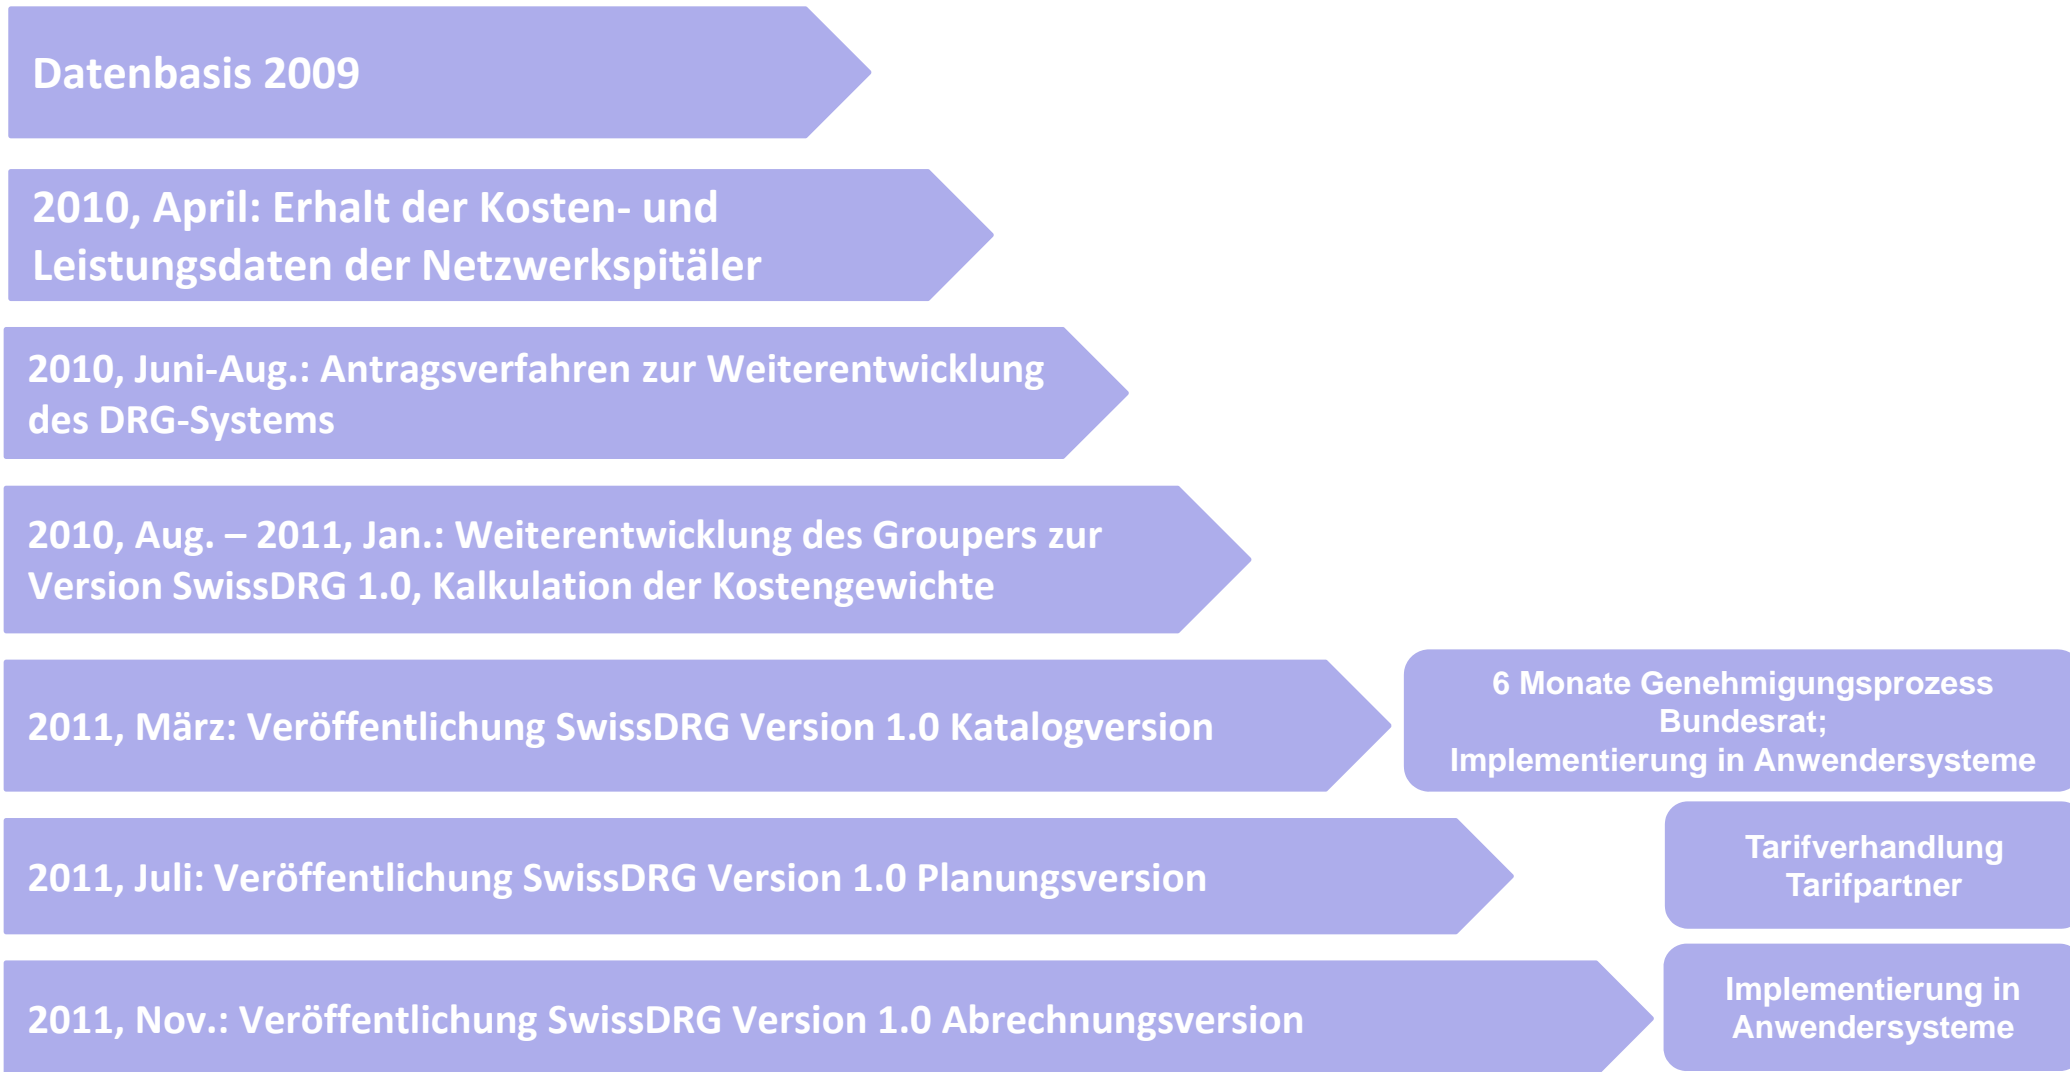 Datenbasis 2009
2010, April: Erhalt der Kosten- und
Leistungsdaten der Netzwerkspitäler
2010, Juni-Aug.: Antragsverfahren zur Weiterentwicklung
des DRG-Systems
2010, Aug. – 2011, Jan.: Weiterentwicklung des Groupers zur
Version SwissDRG 1.0, Kalkulation der Kostengewichte
2011, März: Veröffentlichung SwissDRG Version 1.0 Katalogversion
6 Monate Genehmigungsprozess
Bundesrat;
Implementierung in Anwendersysteme
2011, Juli: Veröffentlichung SwissDRG Version 1.0 Planungsversion
Tarifverhandlung
Tarifpartner
2011, Nov.: Veröffentlichung SwissDRG Version 1.0 Abrechnungsversion
Implementierung in
Anwendersysteme